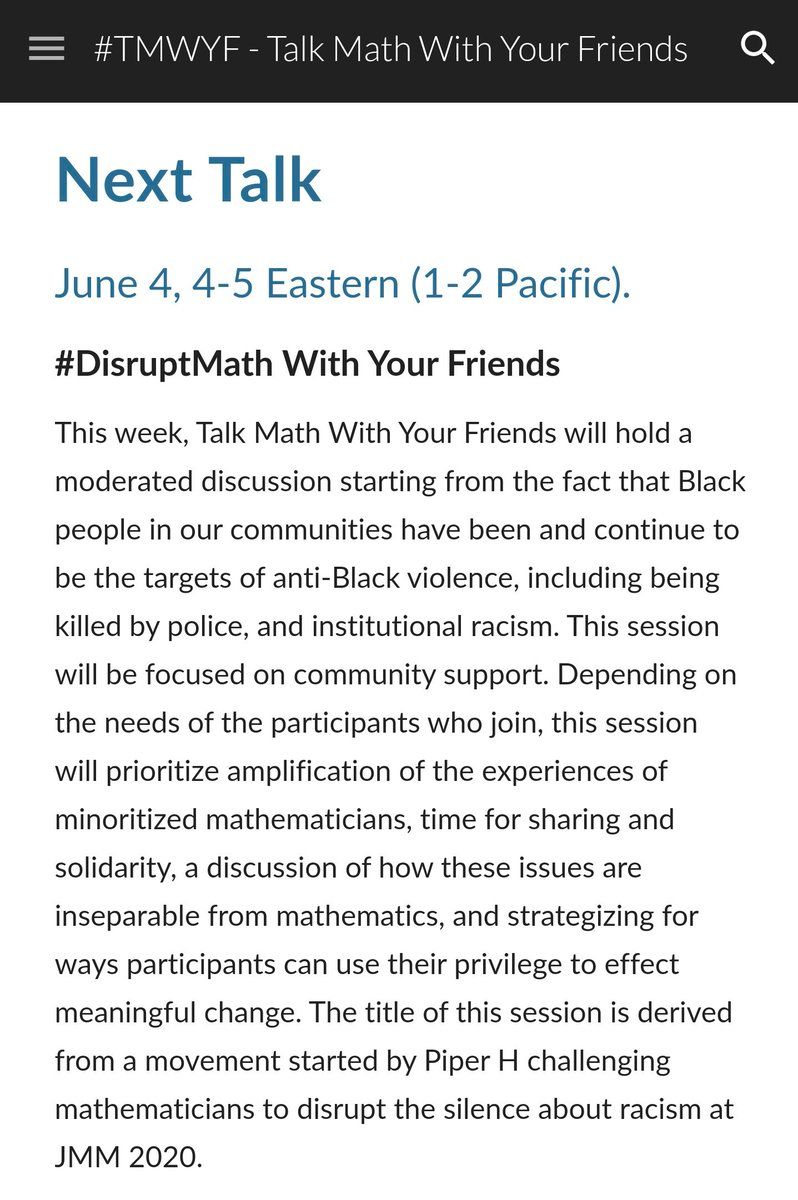 #TMWYF - Talk Math With Your Friends
Next Talk
June 4, 4-5 Eastern (1-2 Pacific).
#DisruptMath With Your Friends
This week, Talk Math With Your Friends will hold a
moderated discussion starting from the fact that Black
people in our communities have been and continue to
be the targets of anti-Black violence, including being
killed by police, and institutional racism. This session
will be focused on community support. Depending on
the needs of the participants who join, this session
will prioritize amplification of the experiences of
minoritized mathematicians, time for sharing and
solidarity, a discussion of how these issues are
inseparable from mathematics, and strategizing for
ways participants can use their privilege to effect
meaningful change. The title of this session is derived
from a movement started by Piper H challenging
mathematicians to disrupt the silence about racism at
JMM 2020.